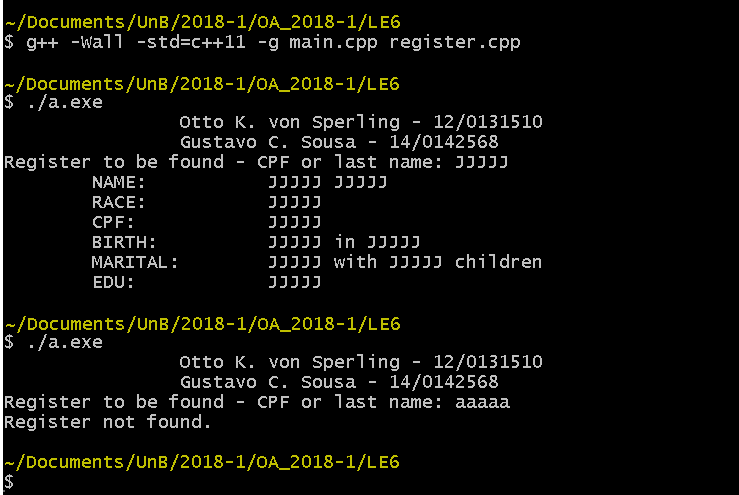 ~/Documents/UnB/2018-1/OA_2018-1/LE6
$ g++ -Wall -std=c++11 -g main.cpp register.cpp
~/Documents/UnB/2018-1/OA_2018-1/LE6
$ ./a.exe
Otto K. von Sperling - 12/0131510
Gustavo C. Sousa - 14/0142568
Register to be found - CPF or last name: JJJJJ
NAME: JJJJJ JJJJJ
RACE: JJJJJ
CPF: JJJJJ
BIRTH: JJJJJ in JJJJJ
MARITAL: JJJJJ with JJJJJ children
EDU: JJJJJ
~/Documents/UnB/2018-1/OA_2018-1/LE6
$ ./a.exe
Otto K. von Sperling - 12/0131510
Gustavo C. Sousa - 14/0142568
Register to be found - CPF or last name: aaaaa
Register not found.
~/Documents/UnB/2018-1/OA_2018-1/LE6
$